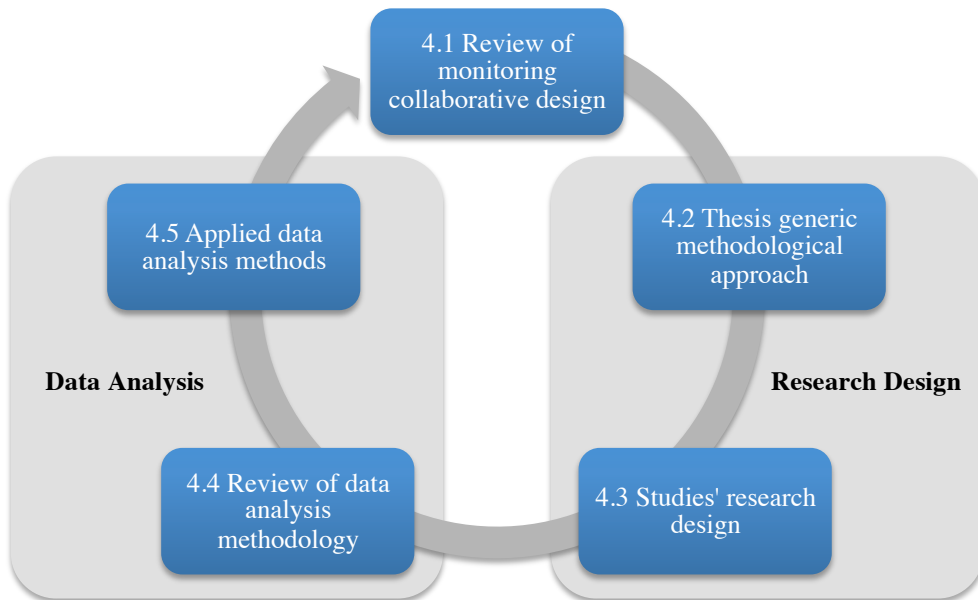 4.1 Review of
monitoring
collaborative design
4.2 Thesis generic
methodological
approach
Research Design
4.3 Studies' research
design
4.4 Review of data
analysis
methodology
Data Analysis
4.5 Applied data
analysis methods